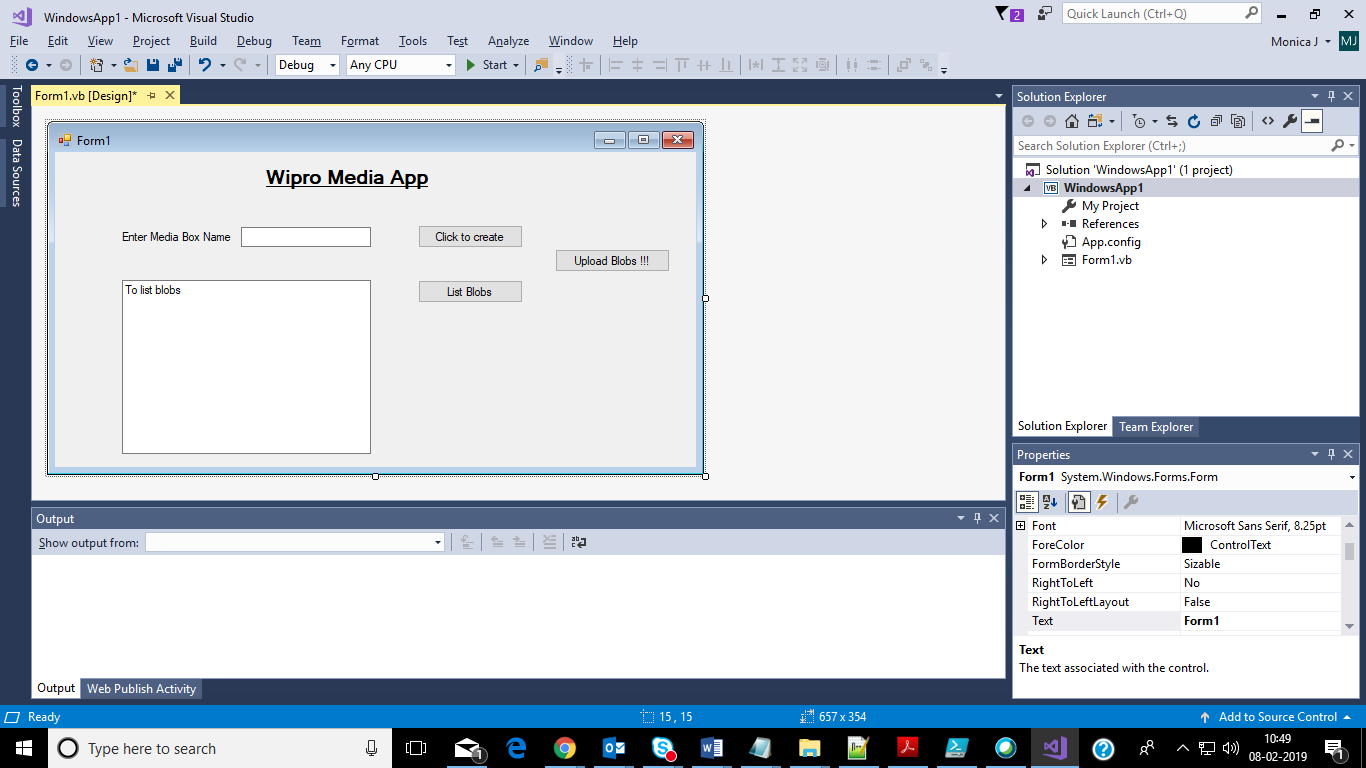 WindowsApp1 - Microsoft Visual Studio
2
Quick Launch (Ctrl+Q)
File Edit View Project Build Debug Team Format Tools Test Analyze Window Help
Monica J MJ
Debug Any CPU Start
Toolbox
Data Sources
Form1.vb [Design]*
Form1
Wipro Media App
Enter Media Box Name
Click to create
Upload Blobs !!!
To list blobs
List Blobs
Solution Explorer
Search Solution Explorer (Ctrl+;)
Solution 'WindowsApp1' (1 project)
VB WindowsApp1
My Project
References
App.config
Form1.vb
Solution Explorer Team Explorer
Properties
Form1 System.Windows.Forms.Form
Font Microsoft Sans Serif, 8.25pt
ForeColor ControlText
FormBorderStyle Sizable
RightToLeft No
RightToLeftLayout False
Text Form1
Text
The text associated with the control.
Output
Show output from:
Output Web Publish Activity
Ready
15 , 15
657 x 354
Add to Source Control
Type here to search
1
10:49
08-02-2019
1